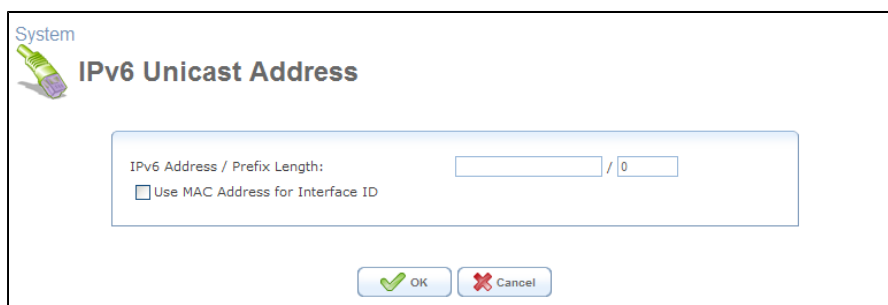 System
IPv6 Unicast Address
IPv6 Address / Prefix Length: / 0
Use MAC Address for Interface ID
OK Cancel